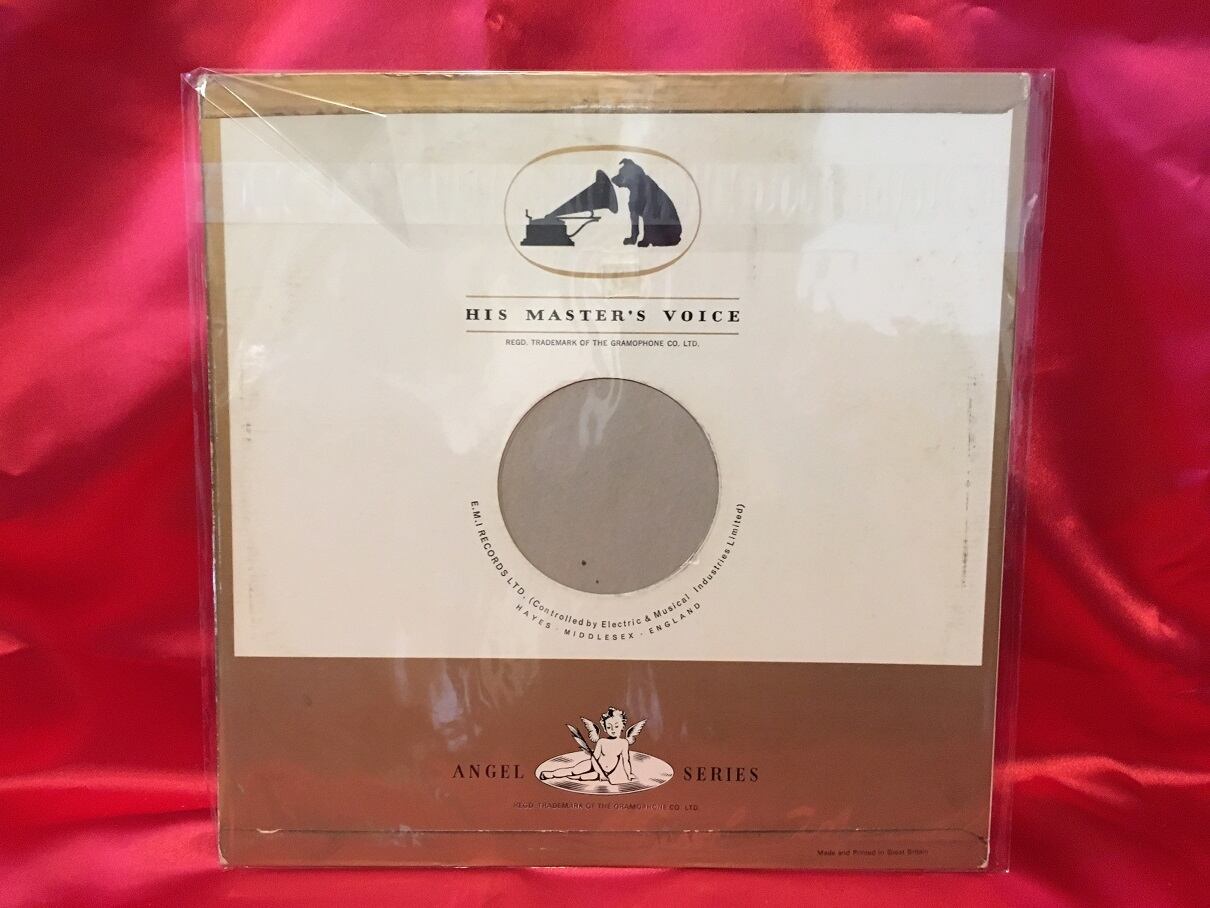 HIS MASTER'S VOICE
REGD. TRADEMARK OF THE GRAMOPHONE CO. LTD.
E.M.I RECORDS LTD. (Controlled by Electric & Musical Industries Limited)
HAYES · MIDDLESEX · ENGLAND
ANGEL SERIES
REGD. TRADEMARK OF THE GRAMOPHONE CO. LTD.
Made and Printed in Great Britain